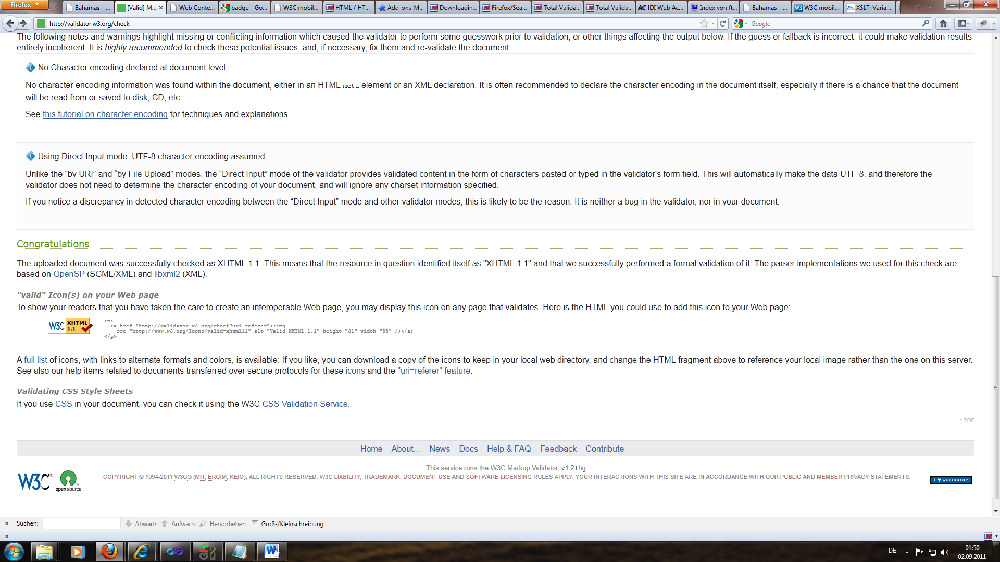 Firefox
Bahamas - ...
[Valid] M...
Web Conte...
badge - Go...
W3C mobil...
HTML / HT...
Add-ons-M...
Downloadin...
Firefox/Sea...
Total Valida...
Total Valida...
AC IDI Web Ac...
Index von ft...
Bahamas - ...
W3C mobil...
XSLT: Varia...
http://validator.w3.org/check
Google
The following notes and warnings highlight missing or conflicting information which caused the validator to perform some guesswork prior to validation, or other things affecting the output below. If the guess or fallback is incorrect, it could make validation results
entirely incoherent. It is highly recommended to check these potential issues, and, if necessary, fix them and re-validate the document.
No Character encoding declared at document level
No character encoding information was found within the document, either in an HTML meta element or an XML declaration. It is often recommended to declare the character encoding in the document itself, especially if there is a chance that the document
will be read from or saved to disk, CD, etc.
See this tutorial on character encoding for techniques and explanations.
Using Direct Input mode: UTF-8 character encoding assumed
Unlike the “by URI” and “by File Upload” modes, the “Direct Input” mode of the validator provides validated content in the form of characters pasted or typed in the validator's form field. This will automatically make the data UTF-8, and therefore the
validator does not need to determine the character encoding of your document, and will ignore any charset information specified.
If you notice a discrepancy in detected character encoding between the “Direct Input” mode and other validator modes, this is likely to be the reason. It is neither a bug in the validator, nor in your document.
Congratulations
The uploaded document was successfully checked as XHTML 1.1. This means that the resource in question identified itself as "XHTML 1.1" and that we successfully performed a formal validation of it. The parser implementations we used for this check are
based on OpenSP (SGML/XML) and libxml2 (XML).
"valid" Icon(s) on your Web page
To show your readers that you have taken the care to create an interoperable Web page, you may display this icon on any page that validates. Here is the HTML you could use to add this icon to your Web page:
W3C XHTML 1.1
<p>
<a href="http://validator.w3.org/check?uri=referer"><img
src="http://www.w3.org/Icons/valid-xhtml11" alt="Valid XHTML 1.1" height="31" width="88" /></a>
</p>
A full list of icons, with links to alternate formats and colors, is available: If you like, you can download a copy of the icons to keep in your local web directory, and change the HTML fragment above to reference your local image rather than the one on this server.
See also our help items related to documents transferred over secure protocols for these icons and the "uri=referer" feature.
Validating CSS Style Sheets
If you use CSS in your document, you can check it using the W3C CSS Validation Service.
↑ TOP
Home About... News Docs Help & FAQ Feedback Contribute
This service runs the W3C Markup Validator, v1.2+hg.
W3C® open source™
COPYRIGHT © 1994-2011 W3C® (MIT, ERCIM, KEIO), ALL RIGHTS RESERVED. W3C LIABILITY, TRADEMARK, DOCUMENT USE AND SOFTWARE LICENSING RULES APPLY. YOUR INTERACTIONS WITH THIS SITE ARE IN ACCORDANCE WITH OUR PUBLIC AND MEMBER PRIVACY STATEMENTS.
I ♥ VALIDATOR
Suchen: Abwärts Aufwärts Hervorheben Groß-/Kleinschreibung
DE
01:50
02.09.2011